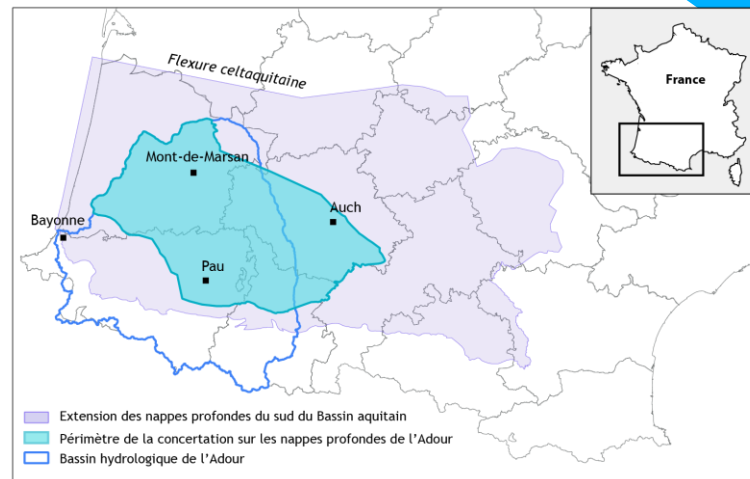 Flexure celtaquitaine
France
Mont-de-Marsan
Auch
Bayonne
Pau
Extension des nappes profondes du sud du Bassin aquitain
Périmètre de la concertation sur les nappes profondes de l'Adour
Bassin hydrologique de l'Adour